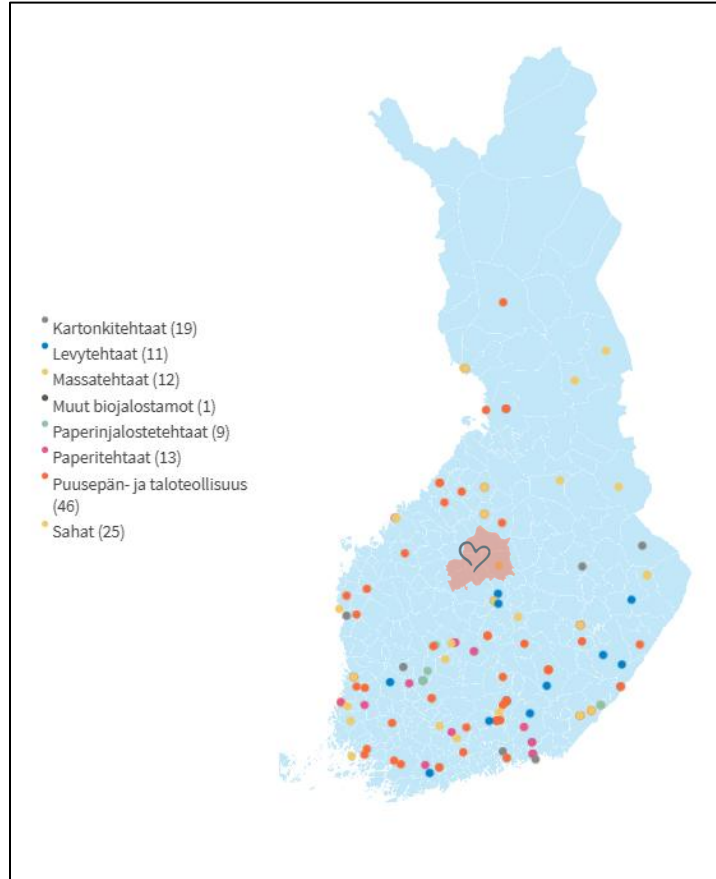 Kartonkitehtaat (19)
Levytehtaat (11)
Massatehtaat (12)
Muut biojalostamot (1)
Paperinjalostetehtaat (9)
Paperitehtaat (13)
Puusepän- ja taloteollisuus
(46)
Sahat (25)